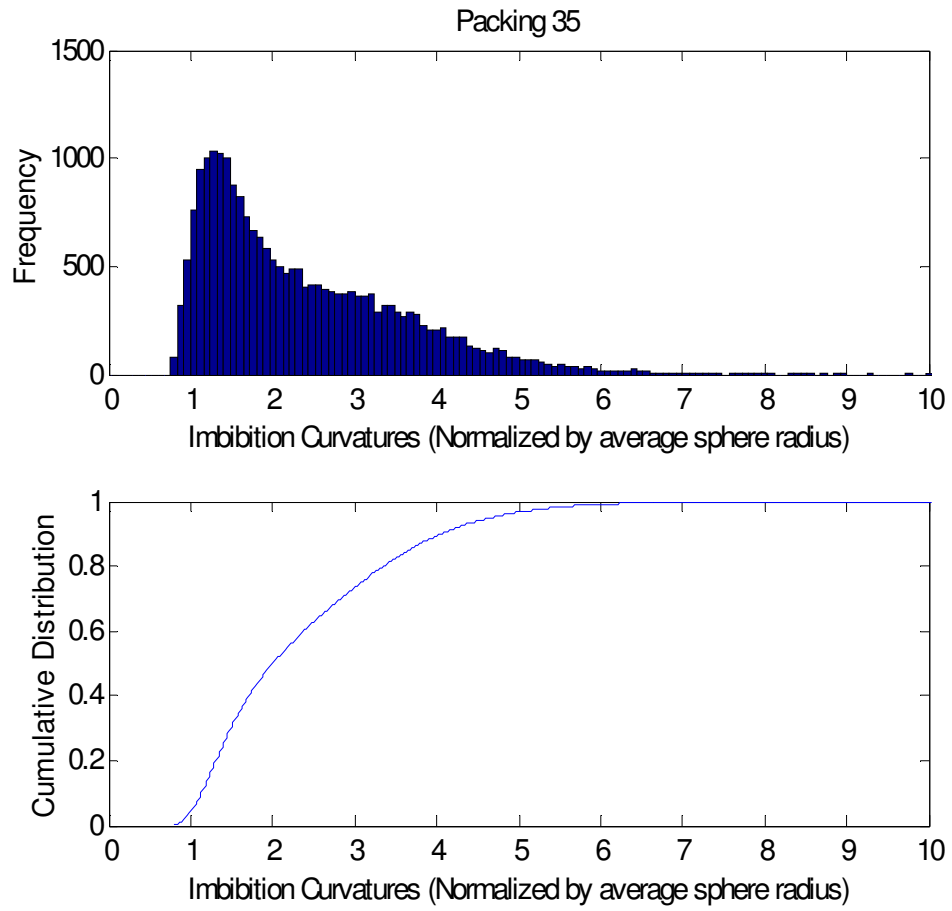 Packing 35
1500
1000
500
0
Frequency
0 1 2 3 4 5 6 7 8 9 10
Imbibition Curvatures (Normalized by average sphere radius)
1
0.8
0.6
0.4
0.2
0
Cumulative Distribution
0 1 2 3 4 5 6 7 8 9 10
Imbibition Curvatures (Normalized by average sphere radius)